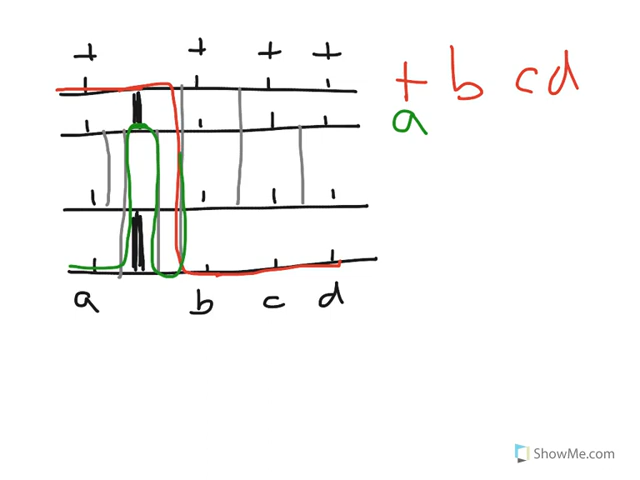 + + + +
+ b c d
a
a b c d
ShowMe.com